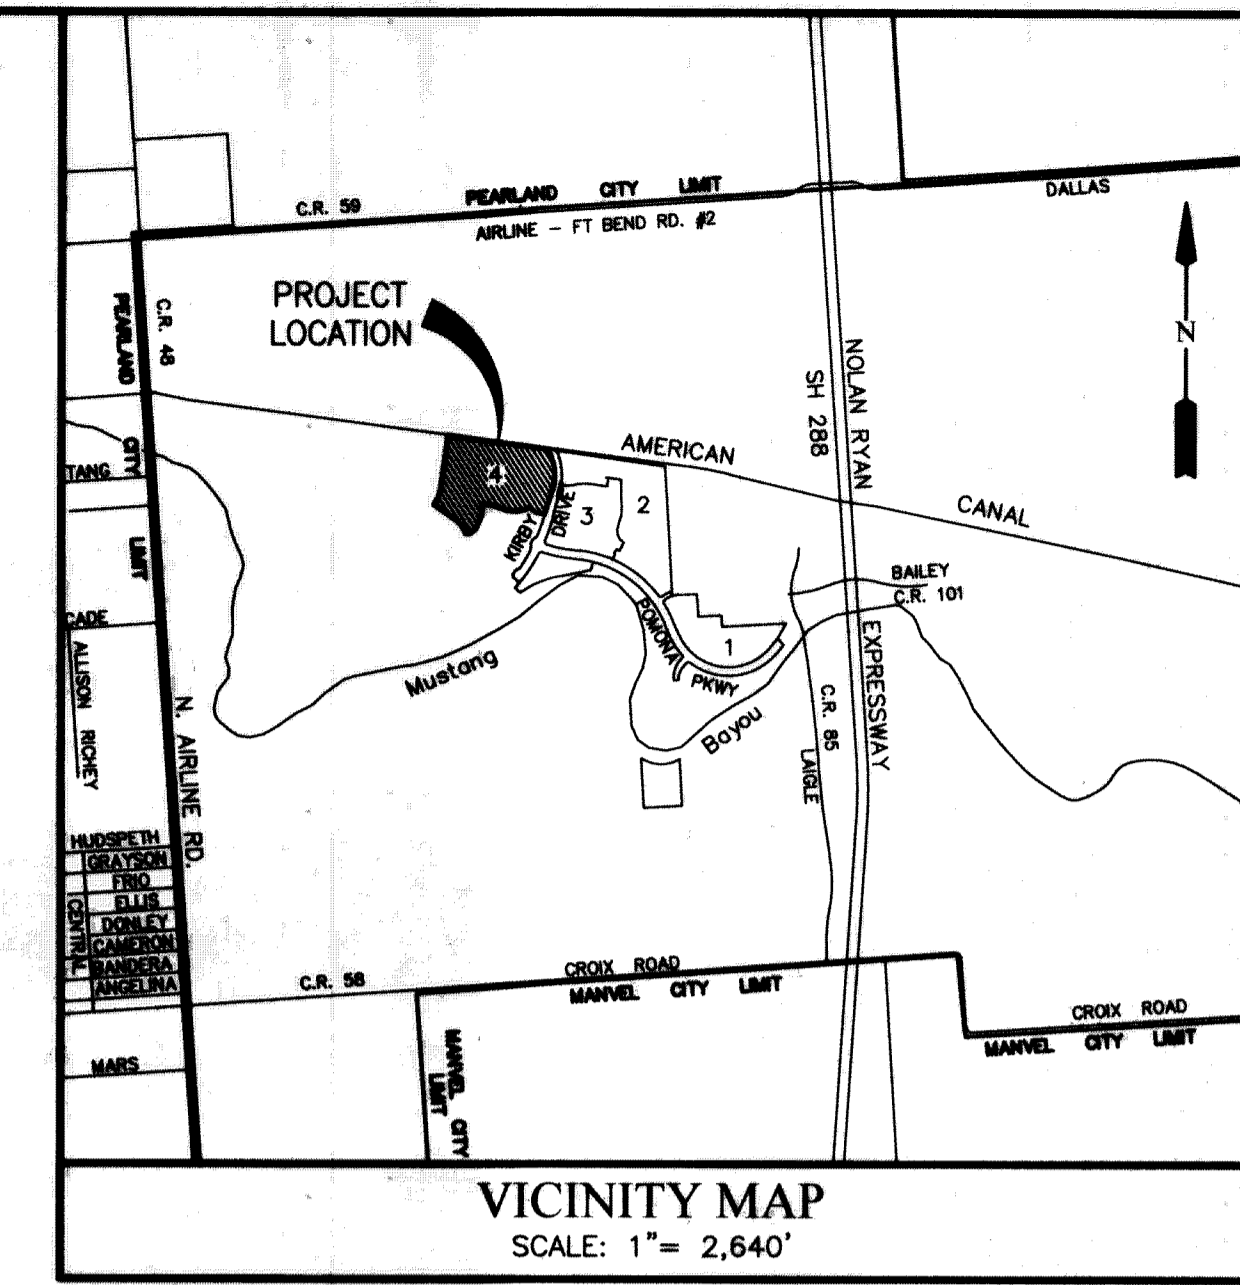 PEARLAND CITY LIMIT
C.R. 59
DALLAS
AIRLINE - FT BEND RD. #2
PROJECT
LOCATION
C.R. 48
PEARLAND
CITY
LIMIT
N
NOLAN RYAN
SH 288
AMERICAN
CANAL
TANG
4
2
3
KIRBY
DRIVE
BAILEY
C.R. 101
CADE
POMONA
PKWY
1
EXPRESSWAY
ALLISON RICHEY
Mustang
Bayou
C.R. 85
LAIGLE
N. AIRLINE RD.
HUDSPETH
GRAYSON
FRIO
ELLIS
DONLEY
CAMERON
BANDERA
ANGELINA
CENTRAL
C.R. 58
CROIX ROAD
MANVEL CITY LIMIT
CROIX ROAD
MANVEL CITY LIMIT
MARS
MANVEL CITY
LIMIT
VICINITY MAP
SCALE: 1"= 2,640'